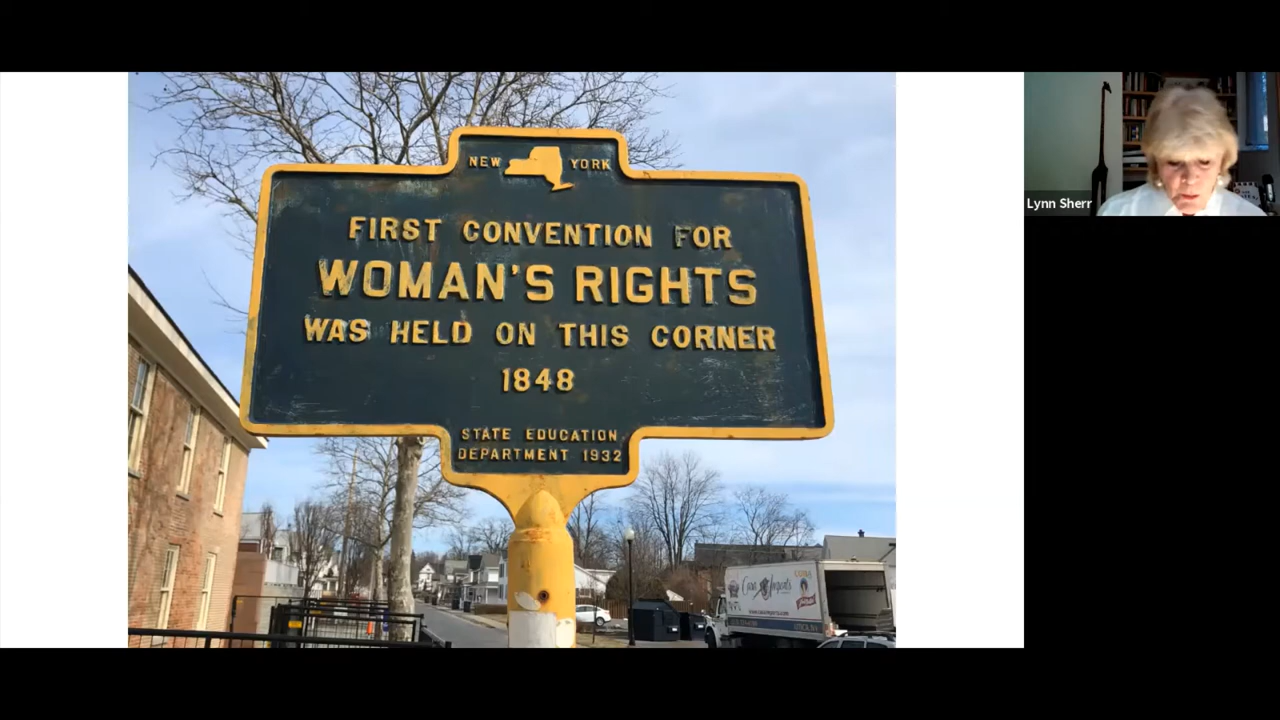 NEW YORK
FIRST CONVENTION FOR
WOMAN'S RIGHTS
WAS HELD ON THIS CORNER
1848
STATE EDUCATION
DEPARTMENT 1932
Lynn Sherr